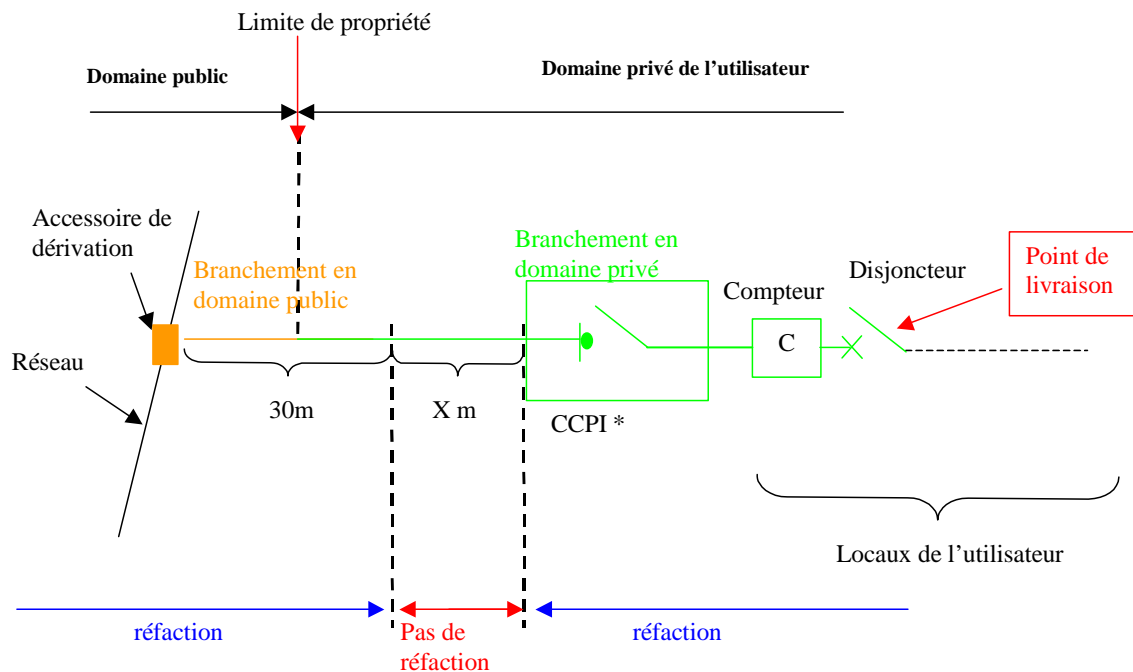 Limite de propriété
Domaine public
Domaine privé de l’utilisateur
Accessoire de
dérivation
Branchement en
domaine public
Branchement en
domaine privé
Disjoncteur
Point de
livraison
Compteur
C
Réseau
30m
X m
CCPI *
Locaux de l’utilisateur
réfaction
Pas de
réfaction
réfaction